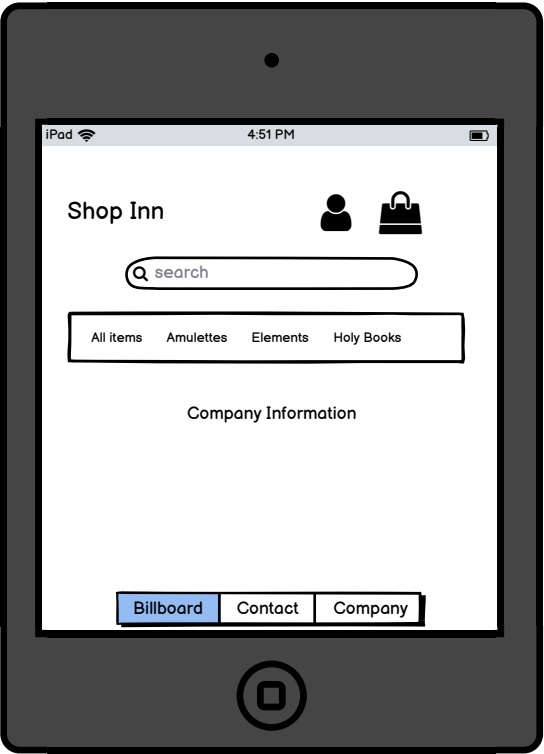 iPad 4:51 PM
Shop Inn
search
All items Amulettes Elements Holy Books
Company Information
Billboard Contact Company